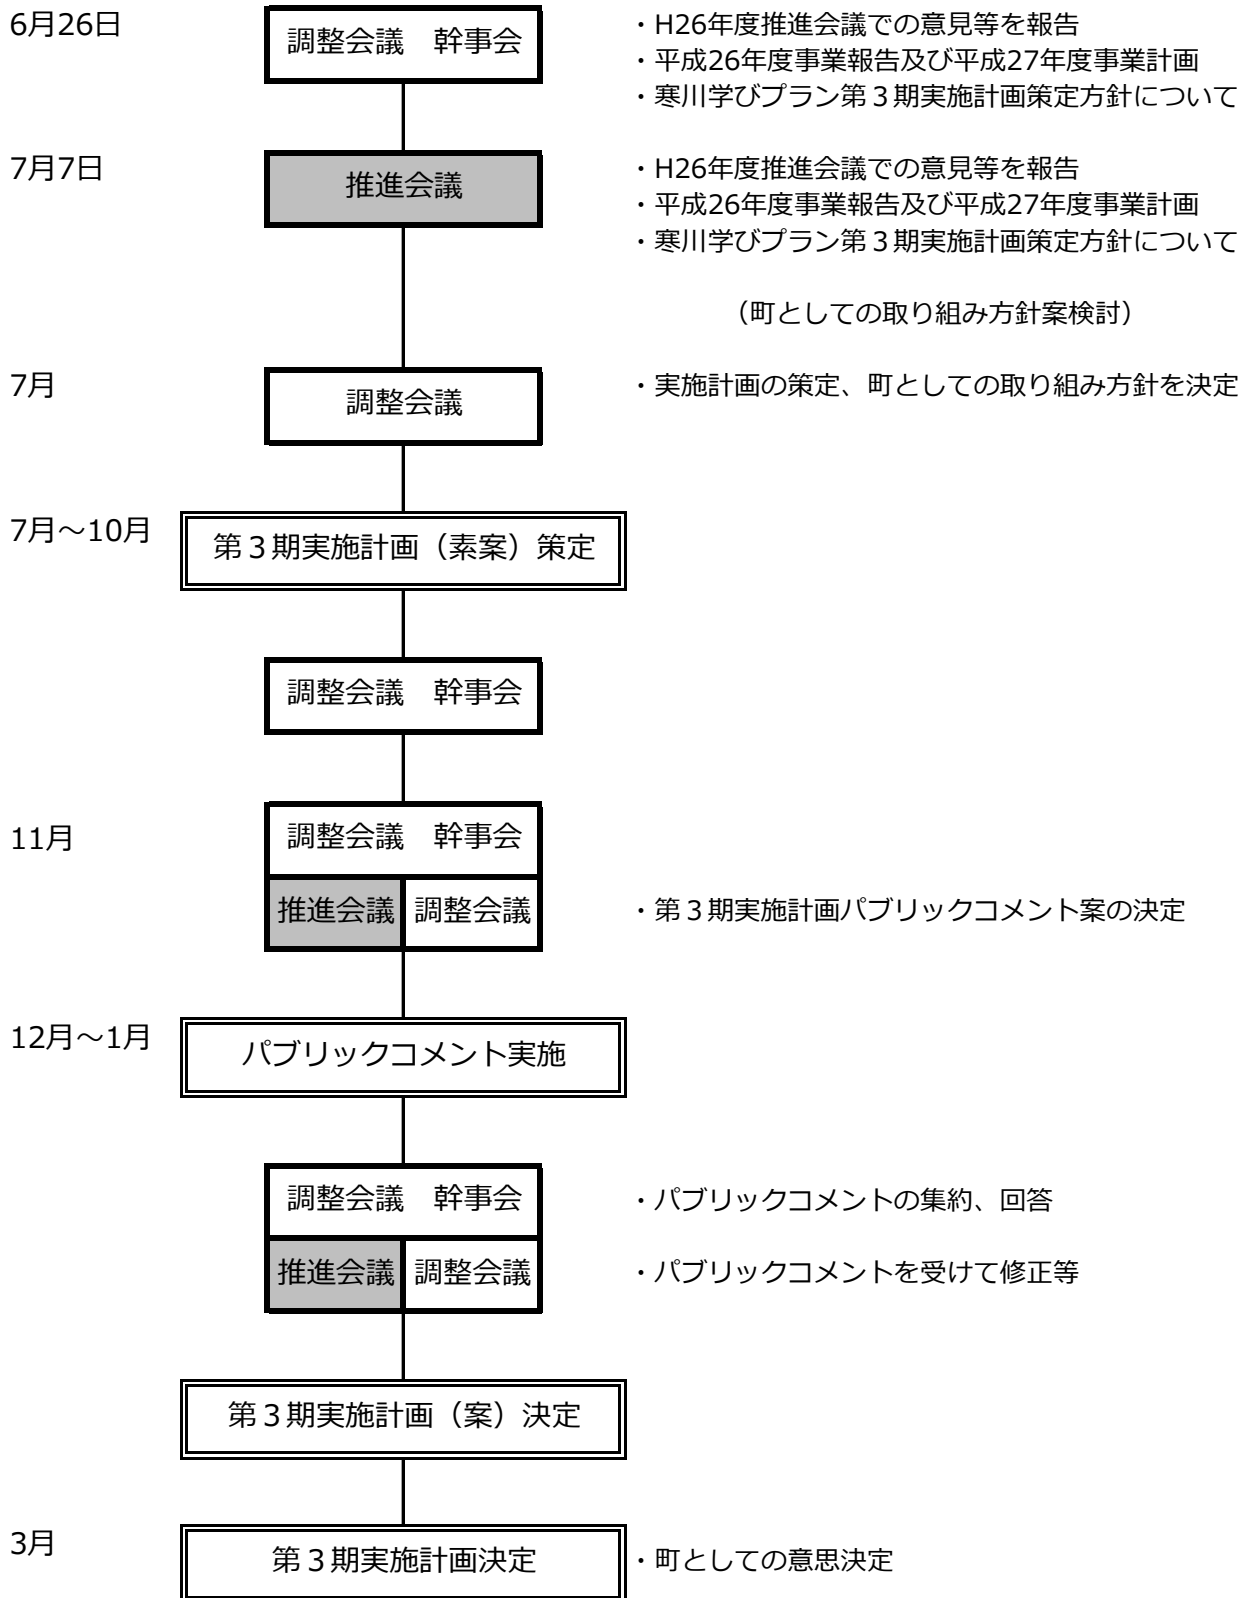 6月26日
調整会議　幹事会
・H26年度推進会議での意見等を報告
・平成26年度事業報告及び平成27年度事業計画
・寒川学びプラン第３期実施計画策定方針について
7月7日
推進会議
・H26年度推進会議での意見等を報告
・平成26年度事業報告及び平成27年度事業計画
・寒川学びプラン第３期実施計画策定方針について
（町としての取り組み方針案検討）
7月
調整会議
・実施計画の策定、町としての取り組み方針を決定
7月～10月
第３期実施計画（素案）策定
調整会議　幹事会
11月
調整会議　幹事会
推進会議
調整会議
・第３期実施計画パブリックコメント案の決定
12月～1月
パブリックコメント実施
調整会議　幹事会
・パブリックコメントの集約、回答
推進会議
調整会議
・パブリックコメントを受けて修正等
第３期実施計画（案）決定
3月
第３期実施計画決定
・町としての意思決定